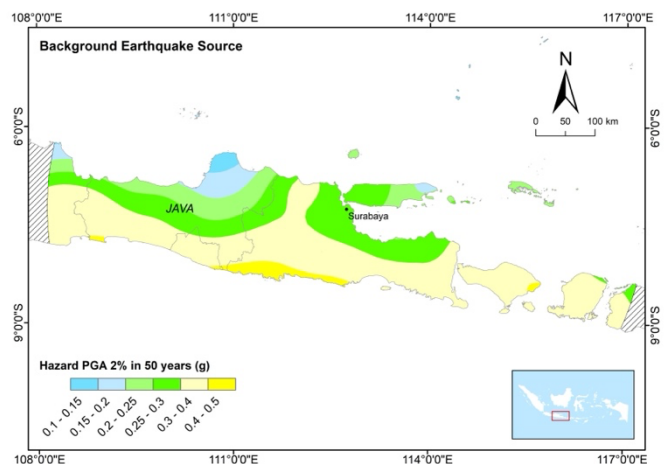 108°0'0"E 111°0'0"E 114°0'0"E 117°0'0"E
Background Earthquake Source
N
0 50 100 km
6°0'0"S 6°0'0"S
JAVA
Surabaya
9°0'0"S 9°0'0"S
Hazard PGA 2% in 50 years (g)
0.1 - 0.15
0.15 - 0.2
0.2 - 0.25
0.25 - 0.3
0.3 - 0.4
0.4 - 0.5
108°0'0"E 111°0'0"E 114°0'0"E 117°0'0"E